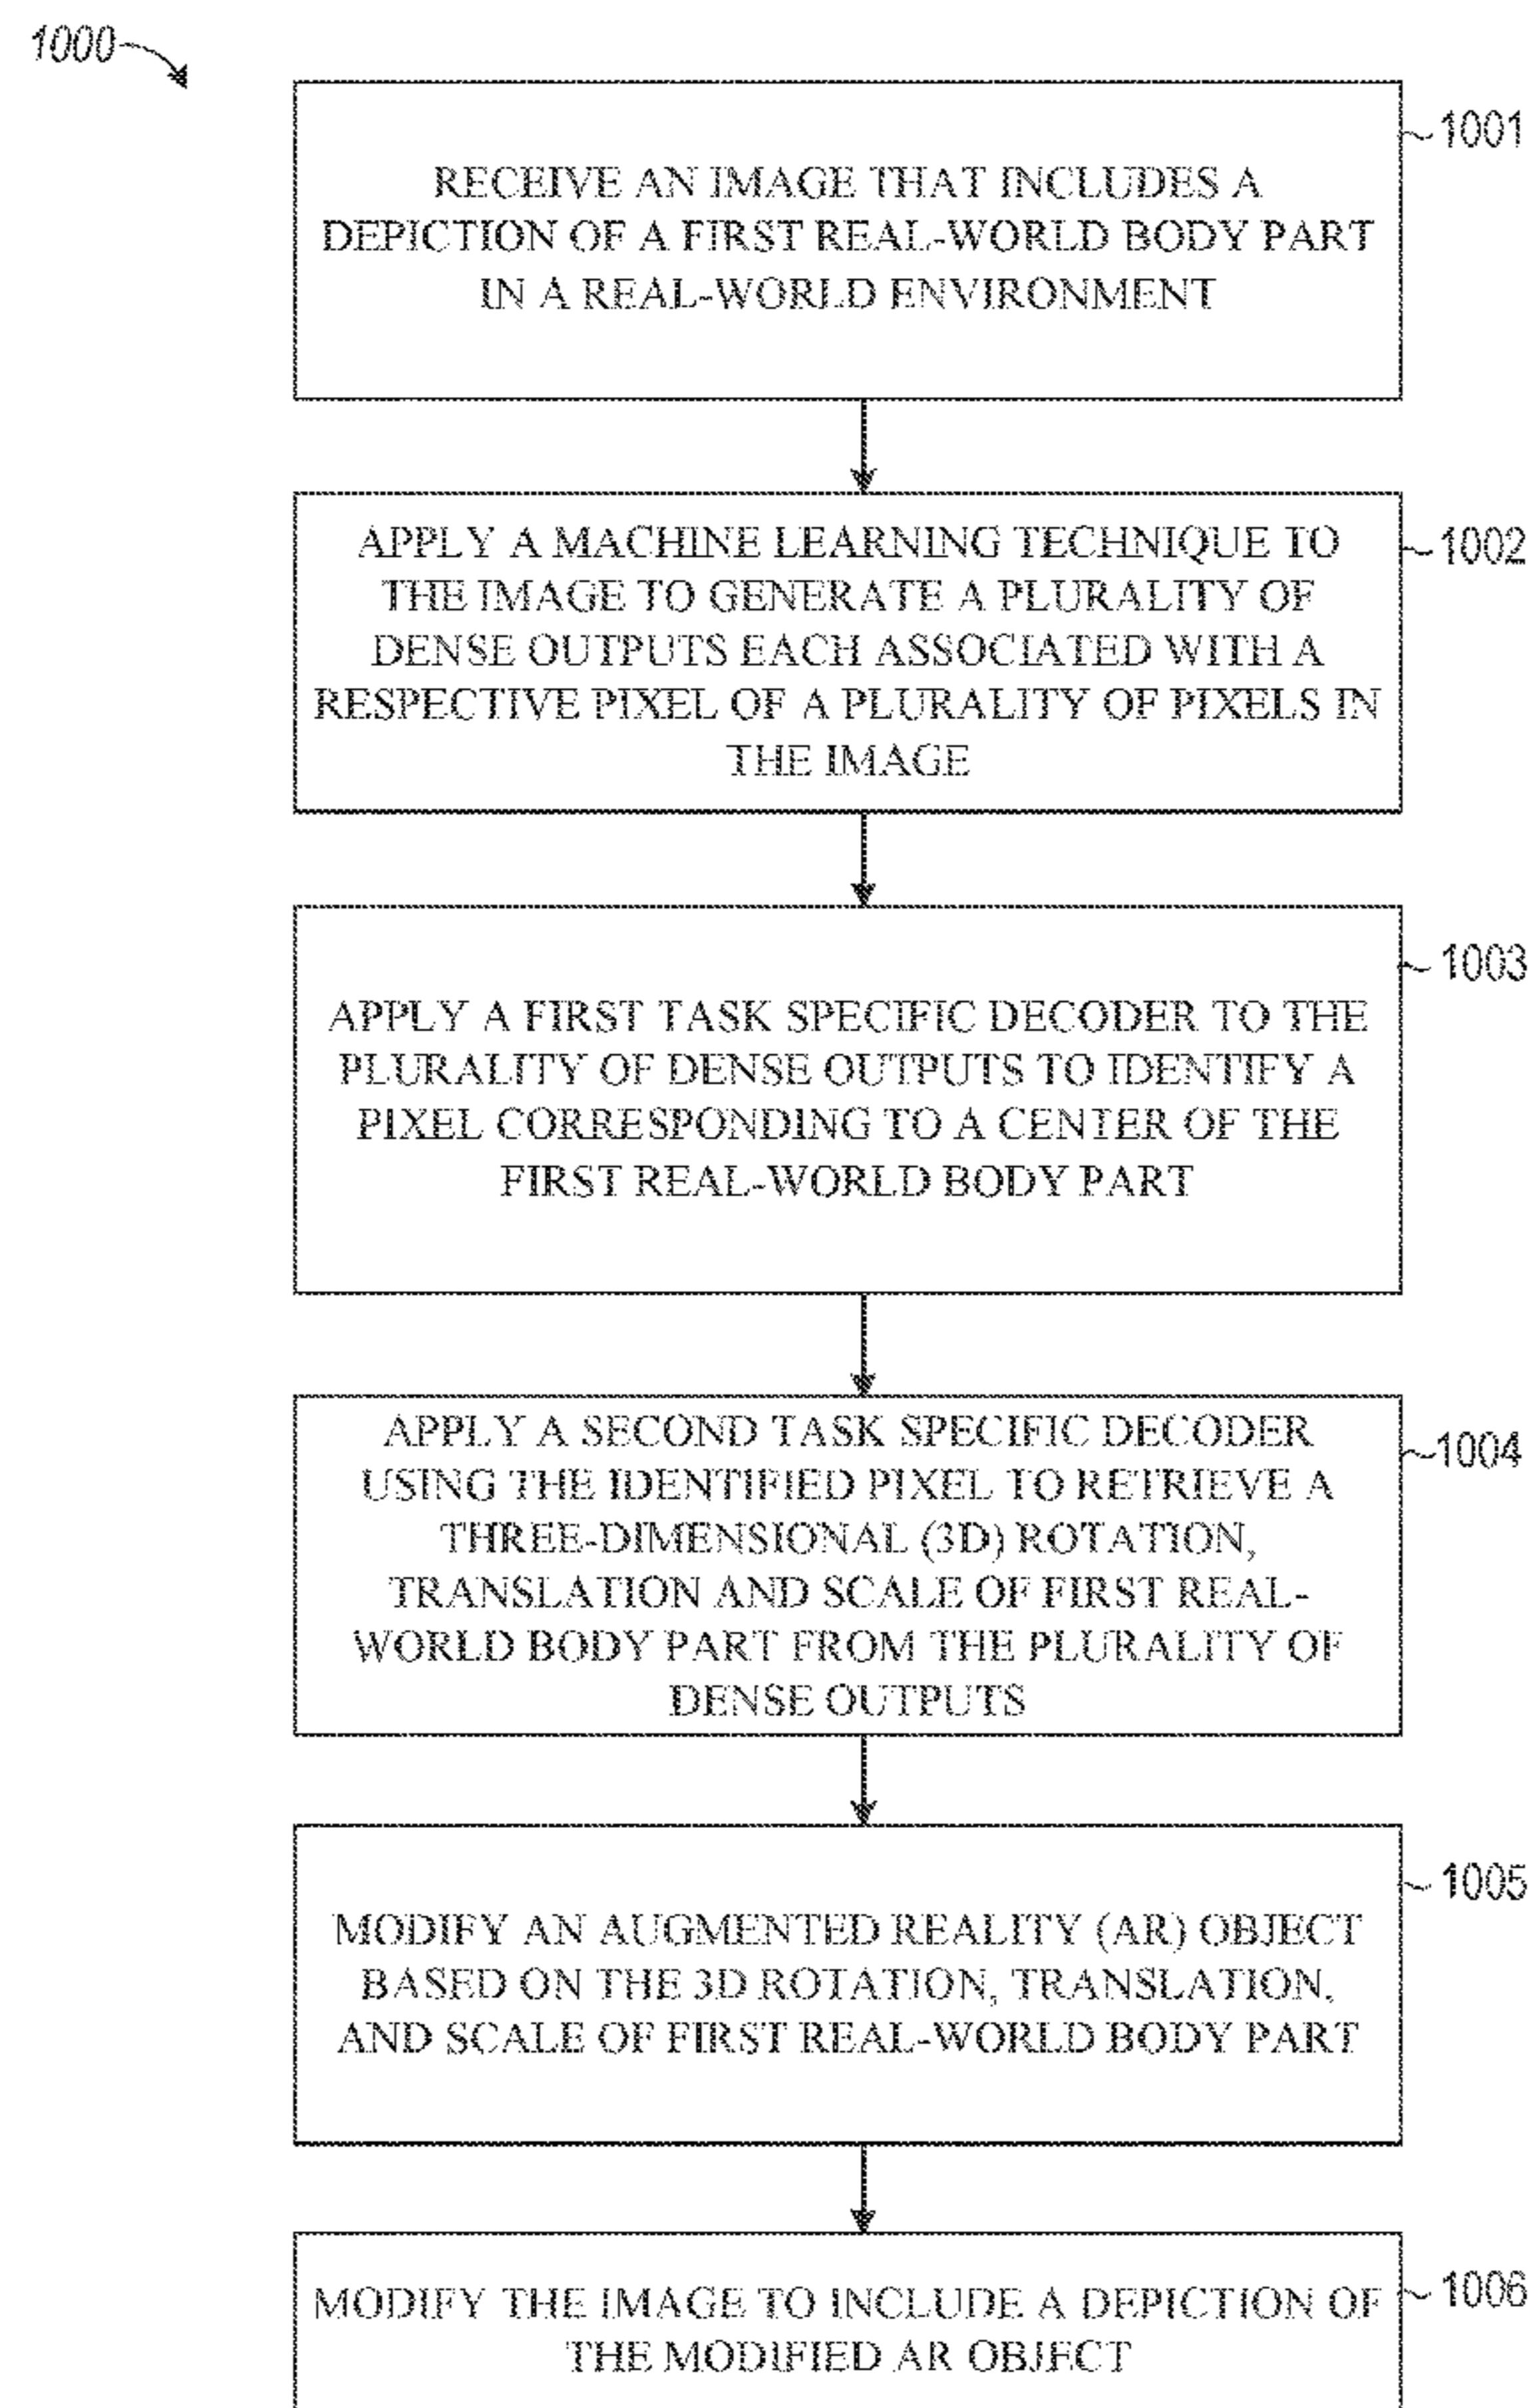 1000
RECEIVE AN IMAGE THAT INCLUDES A
DEPICTION OF A FIRST REAL-WORLD BODY PART
IN A REAL-WORLD ENVIRONMENT
1001
APPLY A MACHINE LEARNING TECHNIQUE TO
THE IMAGE TO GENERATE A PLURALITY OF
DENSE OUTPUTS EACH ASSOCIATED WITH A
RESPECTIVE PIXEL OF A PLURALITY OF PIXELS IN
THE IMAGE
1002
APPLY A FIRST TASK SPECIFIC DECODER TO THE
PLURALITY OF DENSE OUTPUTS TO IDENTIFY A
PIXEL CORRESPONDING TO A CENTER OF THE
FIRST REAL-WORLD BODY PART
1003
APPLY A SECOND TASK SPECIFIC DECODER
USING THE IDENTIFIED PIXEL TO RETRIEVE A
THREE-DIMENSIONAL (3D) ROTATION,
TRANSLATION AND SCALE OF FIRST REAL-
WORLD BODY PART FROM THE PLURALITY OF
DENSE OUTPUTS
1004
MODIFY AN AUGMENTED REALITY (AR) OBJECT
BASED ON THE 3D ROTATION, TRANSLATION,
AND SCALE OF FIRST REAL-WORLD BODY PART
1005
MODIFY THE IMAGE TO INCLUDE A DEPICTION OF
THE MODIFIED AR OBJECT
1006